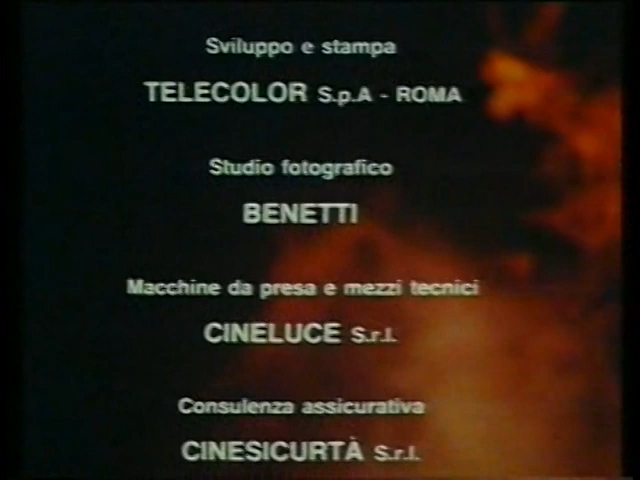 Sviluppo e stampa
TELECOLOR S.p.A - ROMA
Studio fotografico
BENETTI
Macchine da presa e mezzi tecnici
CINELUCE S.r.l.
Consulenza assicurativa
CINESICURTÀ S.r.l.